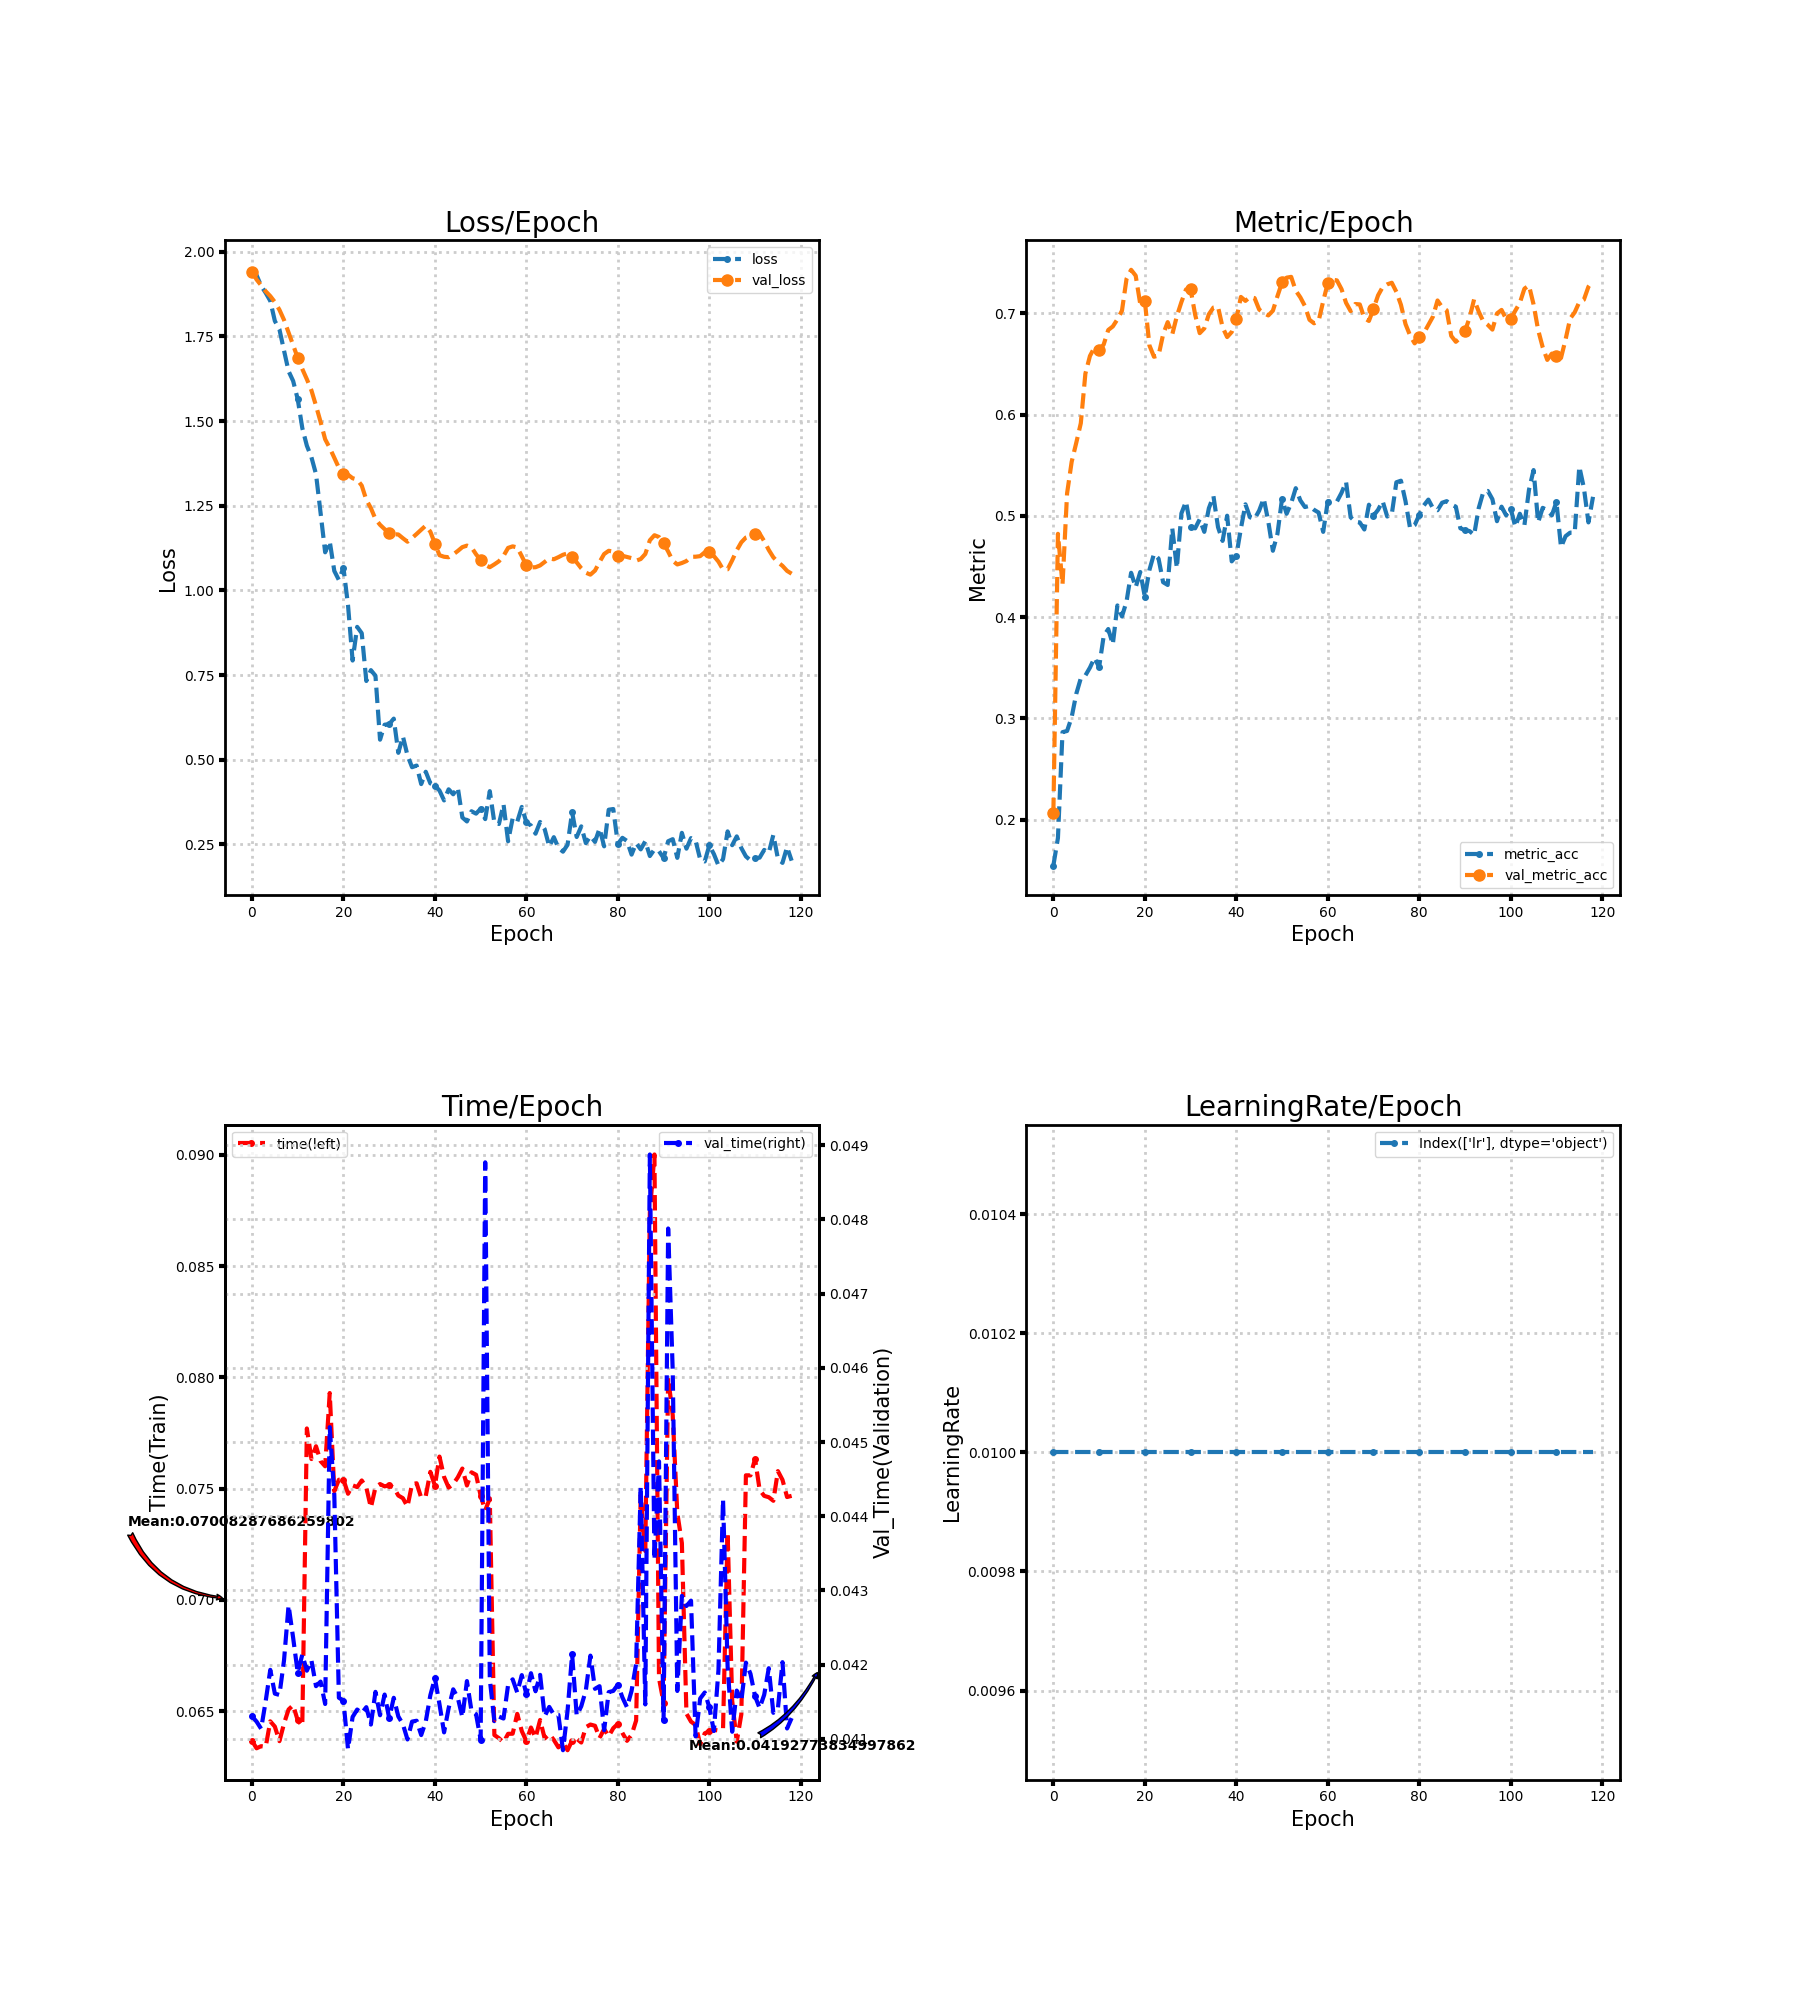 Loss/Epoch
2.00
1.75
1.50
1.25
1.00
0.75
0.50
0.25
Loss
loss
val_loss
0 20 40 60 80 100 120
Epoch
Metric/Epoch
0.7
0.6
0.5
0.4
0.3
0.2
Metric
metric_acc
val_metric_acc
0 20 40 60 80 100 120
Epoch
Time/Epoch
time(left)
val_time(right)
0.090
0.085
0.080
0.075
0.070
0.065
Time(Train)
Mean:0.07008287686259802
0.049
0.048
0.047
0.046
0.045
0.044
0.043
0.042
0.041
Val_Time(Validation)
Mean:0.04192773834997862
0 20 40 60 80 100 120
Epoch
LearningRate/Epoch
Index(['lr'], dtype='object')
0.0104
0.0102
0.0100
0.0098
0.0096
LearningRate
0 20 40 60 80 100 120
Epoch